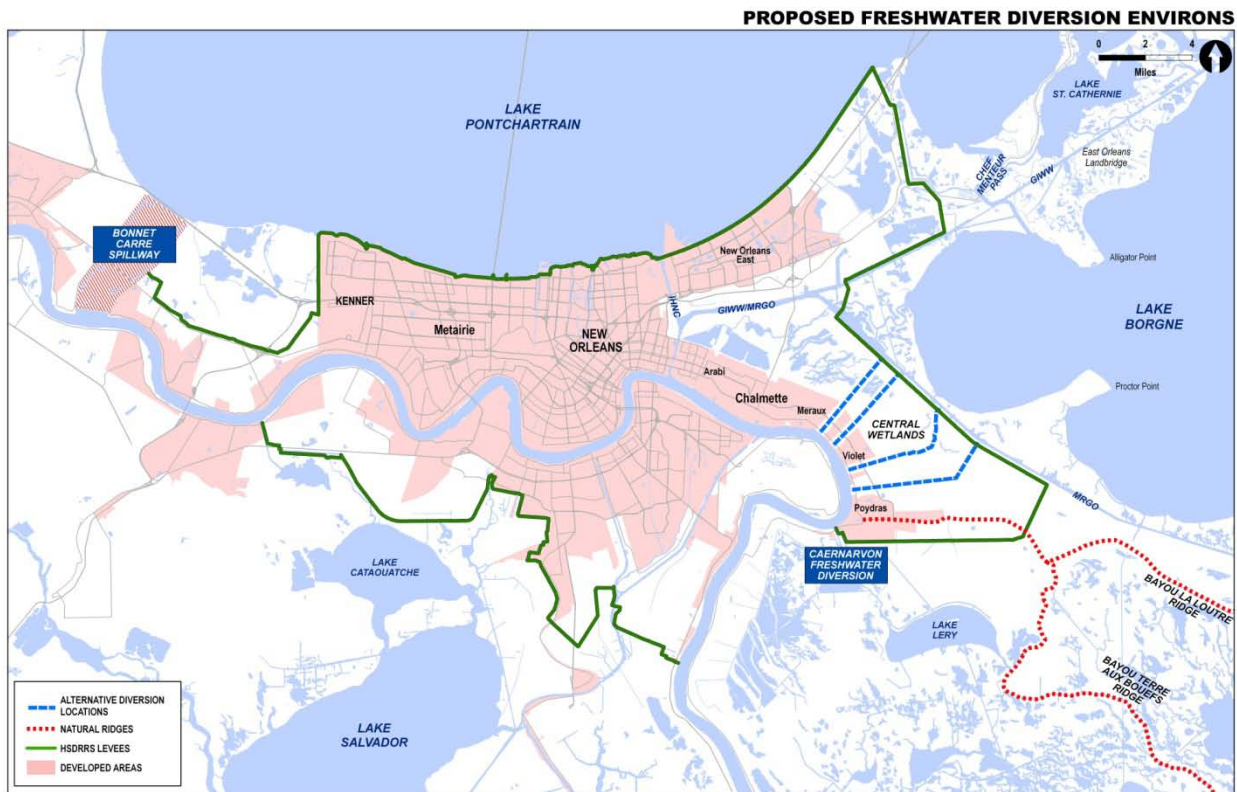 PROPOSED FRESHWATER DIVERSION ENVIRONS
0 2 4
Miles
LAKE
ST. CATHERNIE
LAKE
PONTCHARTRAIN
East Orleans
Landbridge
CHEF
MENTEUR
PASS
GIWW
BONNET
CARRE
SPILLWAY
New Orleans
East
Alligator Point
KENNER
IHNC
GIWW/MRGO
LAKE
BORGNE
Metairie
NEW
ORLEANS
Arabi
Proctor Point
Chalmette
Meraux
CENTRAL
WETLANDS
Violet
MRGO
Poydras
LAKE
CATAOUATCHE
CAERNARVON
FRESHWATER
DIVERSION
BAYOU LA LOUTRE
RIDGE
LAKE
LERY
BAYOU TERRE
AUX BOUEFS
RIDGE
LAKE
SALVADOR
ALTERNATIVE DIVERSION
LOCATIONS
NATURAL RIDGES
HSDRRS LEVEES
DEVELOPED AREAS